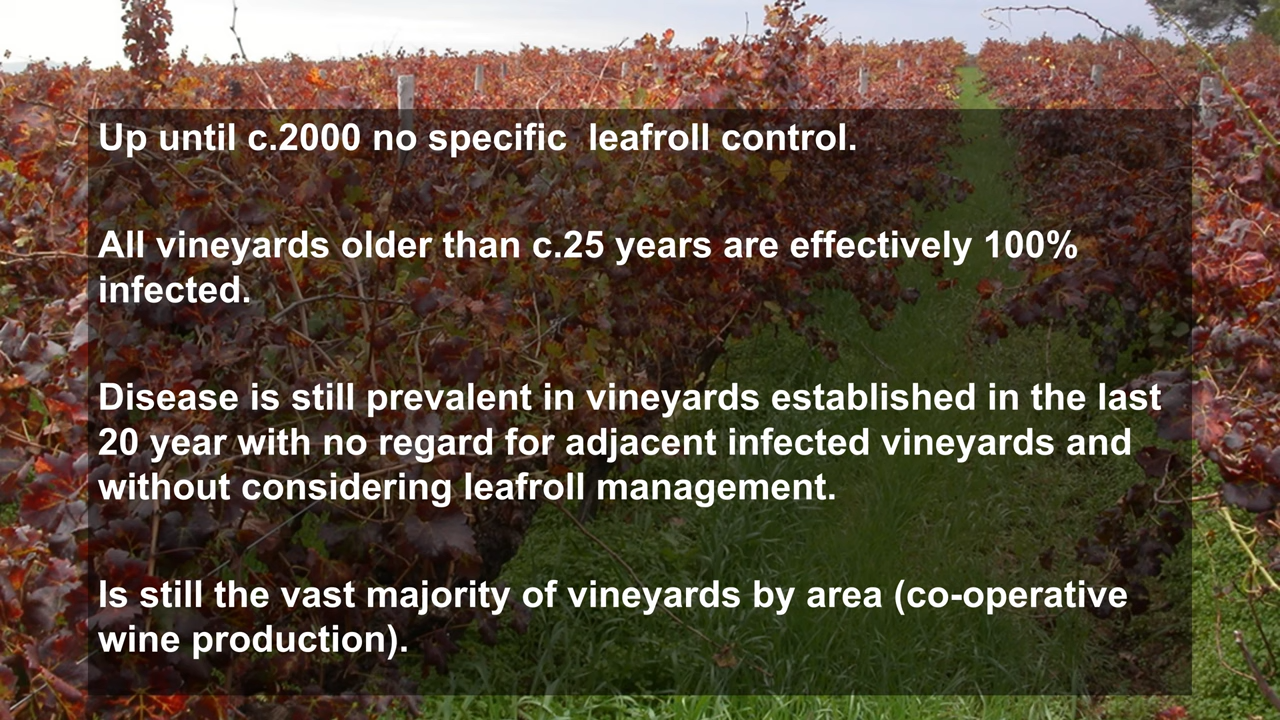 Up until c.2000 no specific  leafroll control.
All vineyards older than c.25 years are effectively 100%
infected.
Disease is still prevalent in vineyards established in the last
20 year with no regard for adjacent infected vineyards and
without considering leafroll management.
Is still the vast majority of vineyards by area (co-operative
wine production).